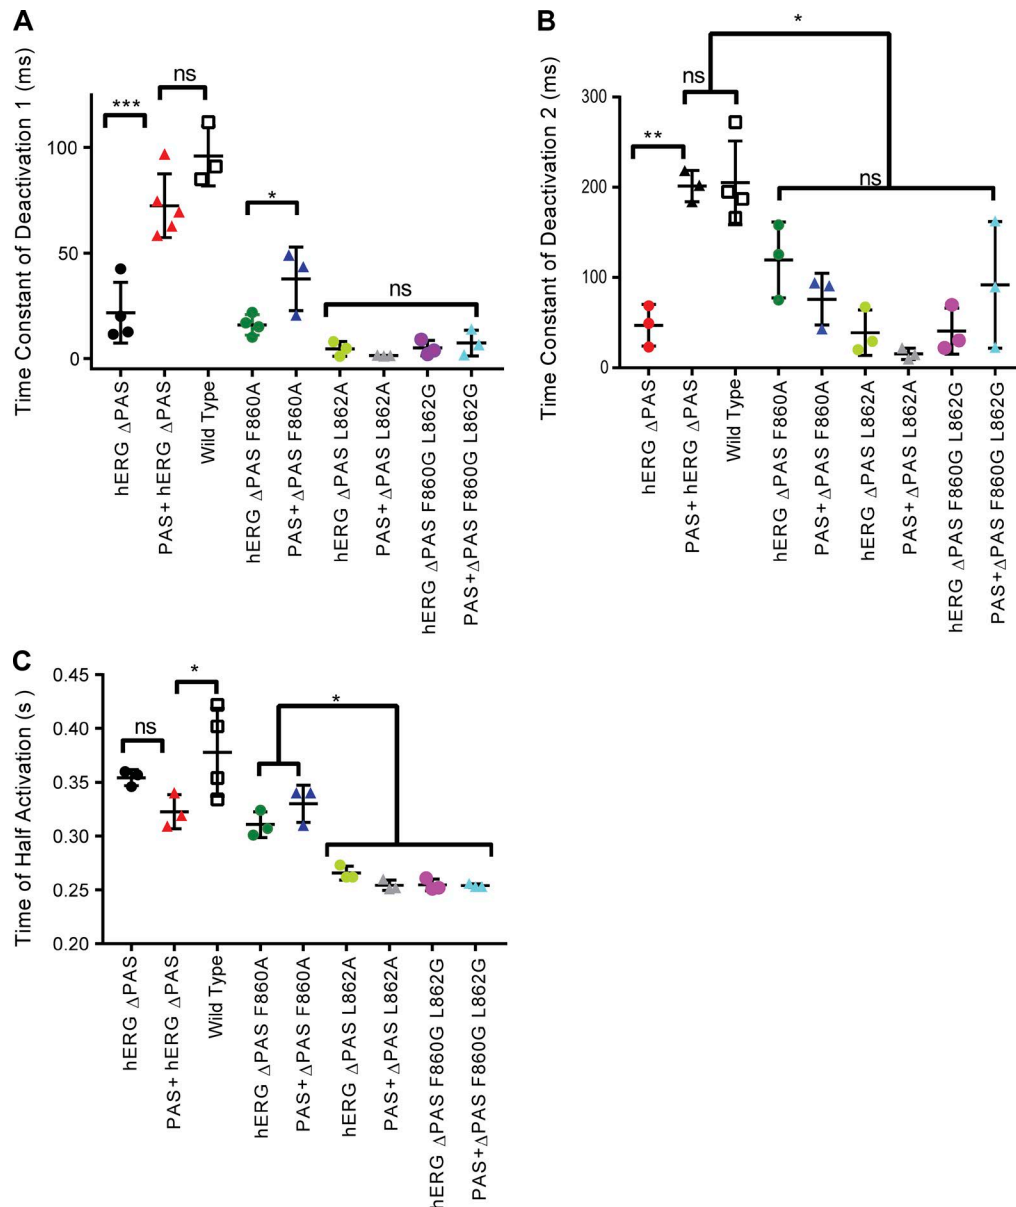 A
Time Constant of Deactivation 1 (ms)
100
50
0
***
ns
*
ns
hERG ΔPAS
PAS+ hERG ΔPAS
Wild Type
hERG ΔPAS F860A
PAS+ΔPAS F860A
hERG ΔPAS L862A
PAS+ΔPAS L862A
hERG ΔPAS F860G L862G
PAS+ΔPAS F860G L862G
B
Time Constant of Deactivation 2 (ms)
300
200
100
0
**
ns
*
ns
hERG ΔPAS
PAS+ hERG ΔPAS
Wild Type
hERG ΔPAS F860A
PAS+ΔPAS F860A
hERG ΔPAS L862A
PAS+ΔPAS L862A
hERG ΔPAS F860G L862G
PAS+ΔPAS F860G L862G
C
Time of Half Activation (s )
0.45
0.40
0.35
0.30
0.25
0.20
ns
*
*
hERG ΔPAS
PAS+ hERG ΔPAS
Wild Type
hERG ΔPAS F860A
PAS+ΔPAS F860A
hERG ΔPAS L862A
PAS+ΔPAS L862A
hERG ΔPAS F860G L862G
PAS+ΔPAS F860G L862G